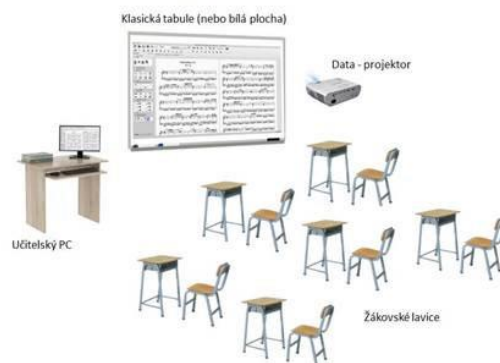 Klasická tabule (nebo bílá plocha)
Data - projektor
Učitelský PC
Žákovské lavice